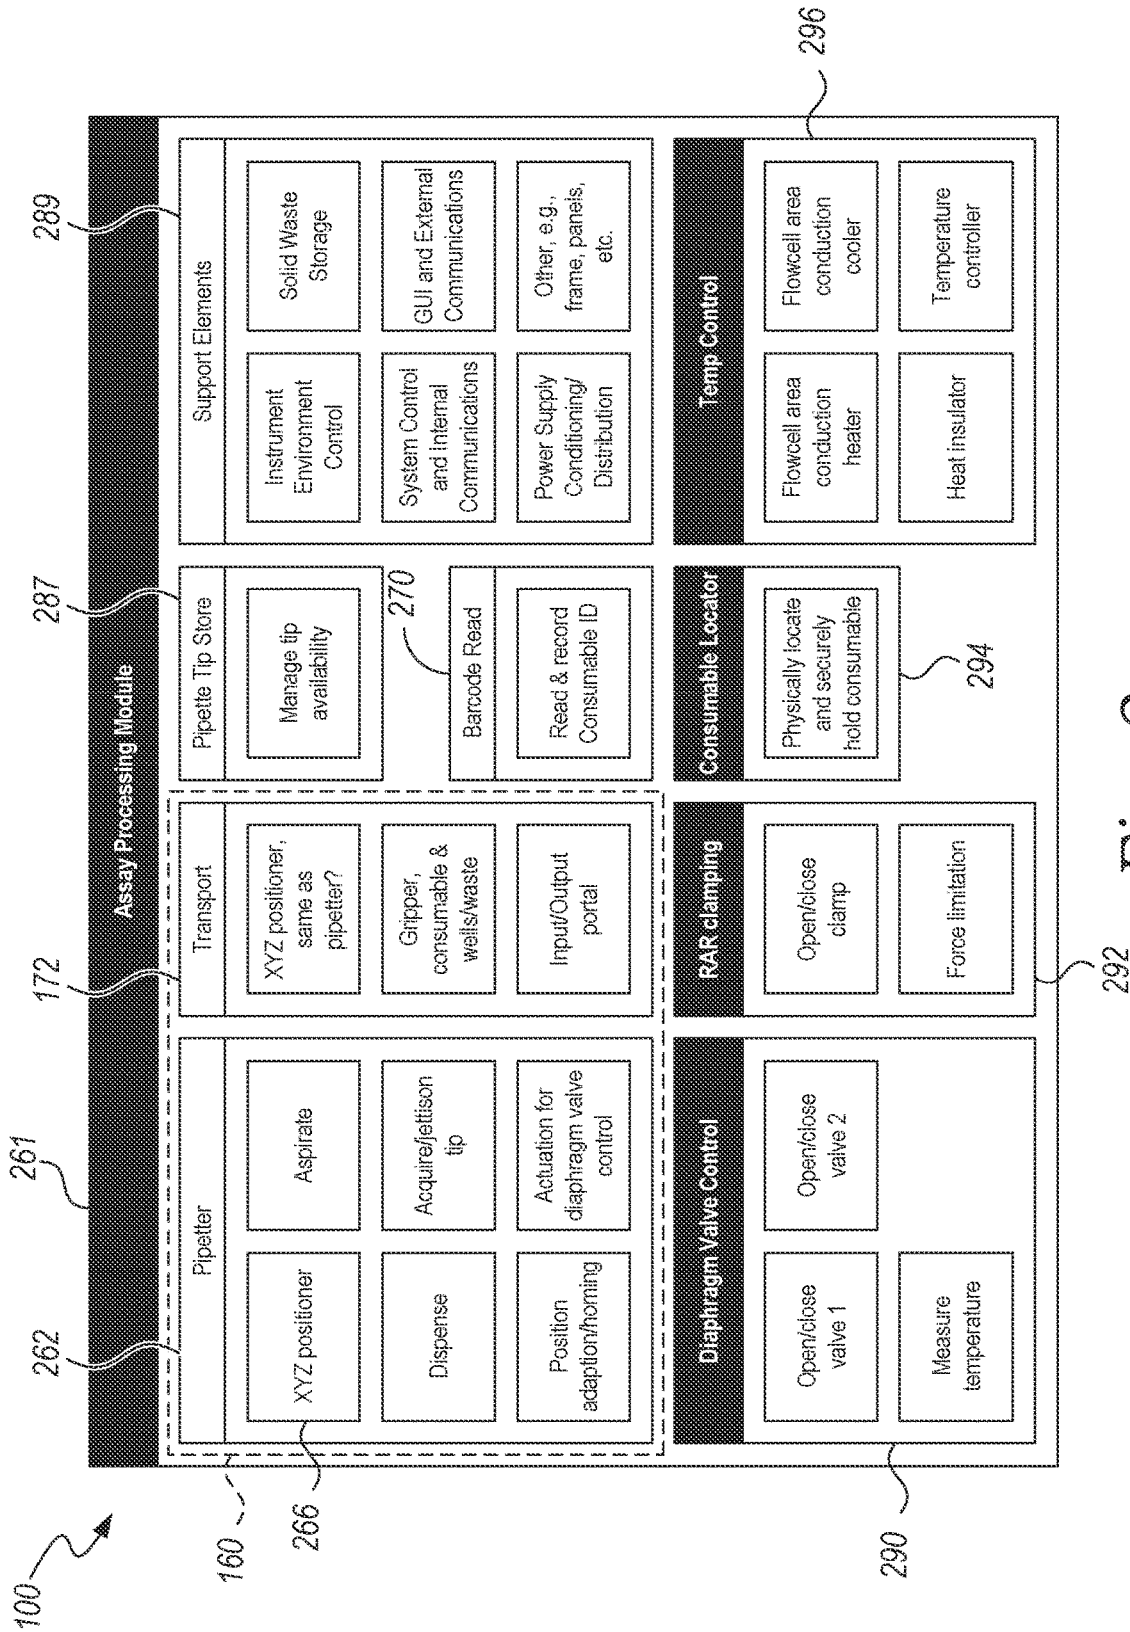 100
261
Assay Processing Module
160
262
Pipetter
266
XYZ positioner
Aspirate
Dispense
Acquire/jettison
tip
Position
adaption/homing
Actuation for
diaphragm valve
control
172
Transport
XYZ positioner,
same as
pipetter?
Gripper,
consumable &
wells/waste
Input/Output
portal
287
Pipette Tip Store
Manage tip
availability
270
Barcode Read
Read & record
Consumable ID
289
Support Elements
Instrument
Environment
Control
Solid Waste
Storage
System Control
and Internal
Communications
GUI and External
Communications
Power Supply
Conditioning/
Distribution
Other, e.g.,
frame, panels,
etc.
290
Diaphragm Valve Control
Open/close
valve 1
Open/close
valve 2
Measure
temperature
292
RAR clamping
Open/close
clamp
Force limitation
294
Consumable Locator
Physically locate
and securely
hold consumable
296
Temp Control
Flowcell area
conduction
heater
Flowcell area
conduction
cooler
Heat insulator
Temperature
controller